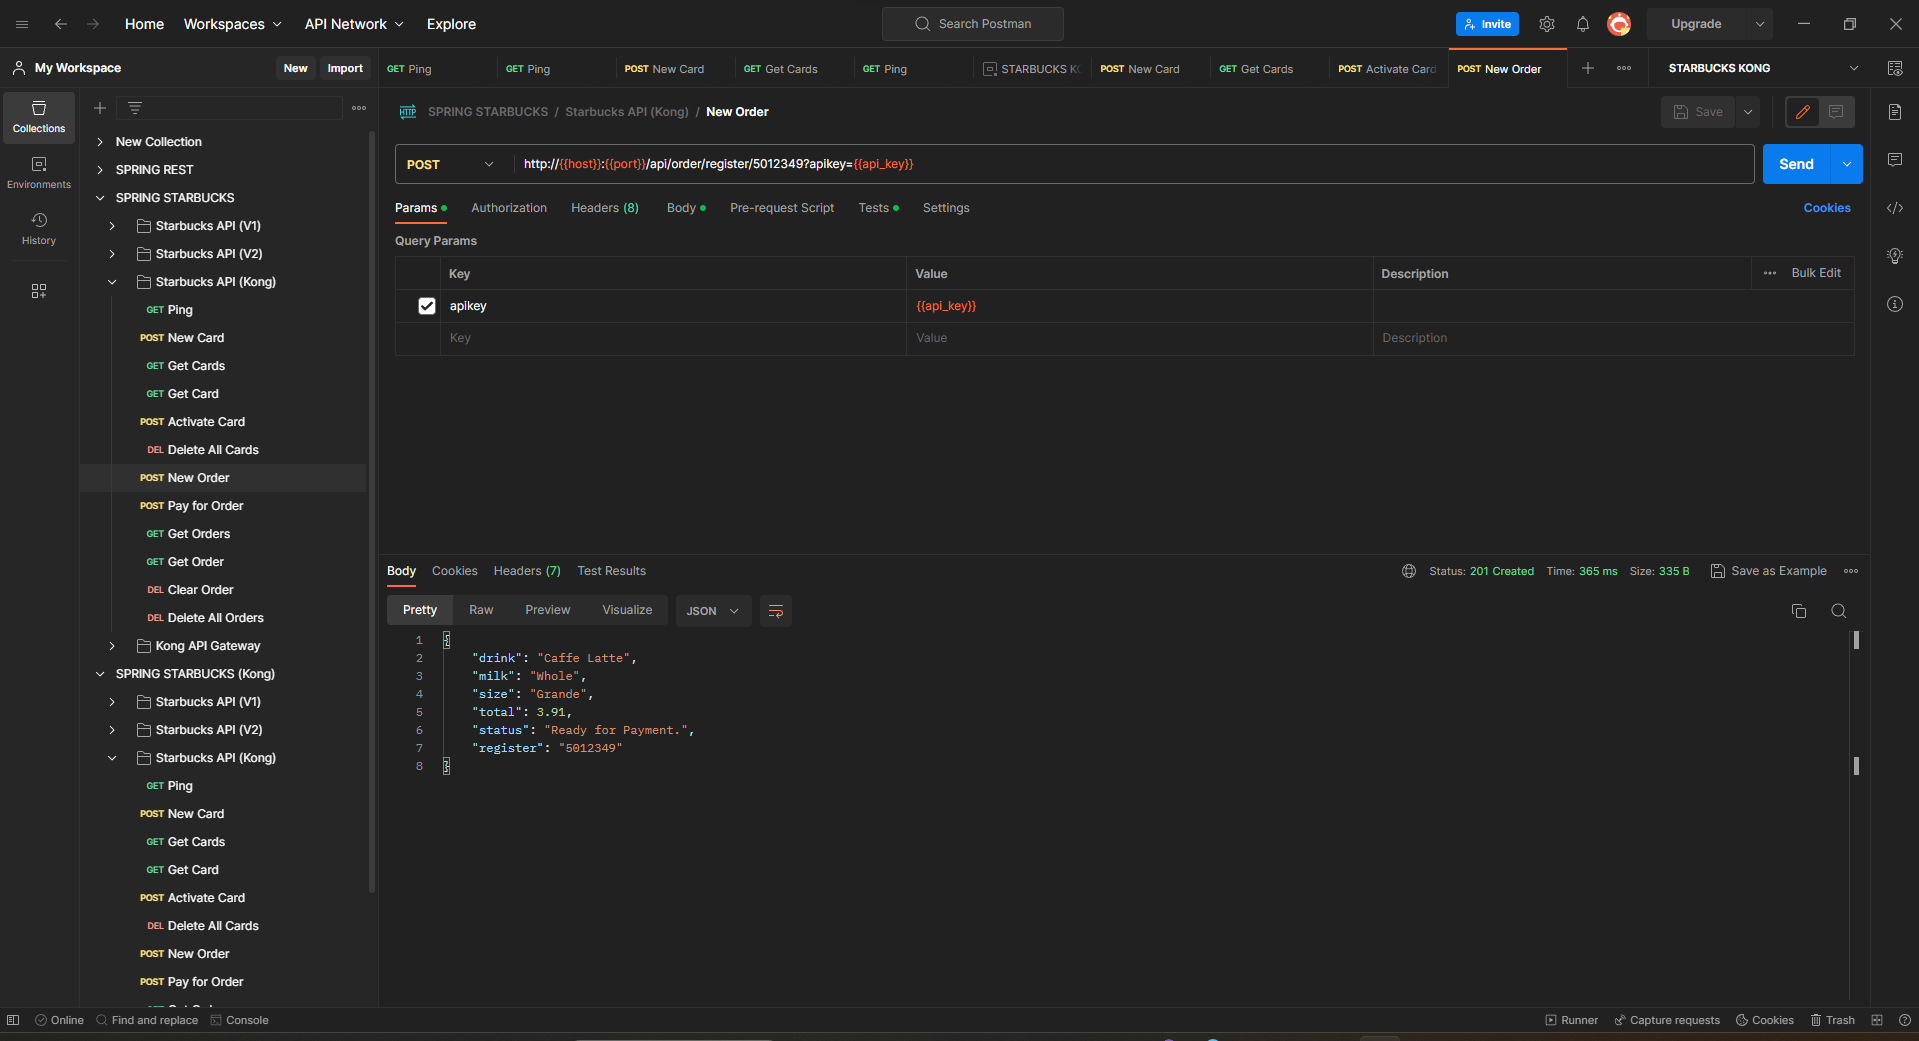 Home Workspaces API Network Explore Search Postman Invite Upgrade
My Workspace New Import GET Ping GET Ping POST New Card GET Get Cards GET Ping STARBUCKS KO POST New Card GET Get Cards POST Activate Card POST New Order STARBUCKS KONG
Collections
Environments
History
New Collection
SPRING REST
SPRING STARBUCKS
Starbucks API (V1)
Starbucks API (V2)
Starbucks API (Kong)
GET Ping
POST New Card
GET Get Cards
GET Get Card
POST Activate Card
DEL Delete All Cards
POST New Order
POST Pay for Order
GET Get Orders
GET Get Order
DEL Clear Order
DEL Delete All Orders
Kong API Gateway
SPRING STARBUCKS (Kong)
Starbucks API (V1)
Starbucks API (V2)
Starbucks API (Kong)
GET Ping
POST New Card
GET Get Cards
GET Get Card
POST Activate Card
DEL Delete All Cards
POST New Order
POST Pay for Order
HTTP SPRING STARBUCKS / Starbucks API (Kong) / New Order Save
POST http://{{host}}:{{port}}/api/order/register/5012349?apikey={{api_key}} Send
Params Authorization Headers (8) Body Pre-request Script Tests Settings Cookies
Query Params
Key Value Description Bulk Edit
apikey {{api_key}}
Key Value Description
Body Cookies Headers (7) Test Results Status: 201 Created Time: 365 ms Size: 335 B Save as Example
Pretty Raw Preview Visualize JSON
1 {
2 "drink": "Caffe Latte",
3 "milk": "Whole",
4 "size": "Grande",
5 "total": 3.91,
6 "status": "Ready for Payment.",
7 "register": "5012349"
8 }
Online Find and replace Console Runner Capture requests Cookies Trash